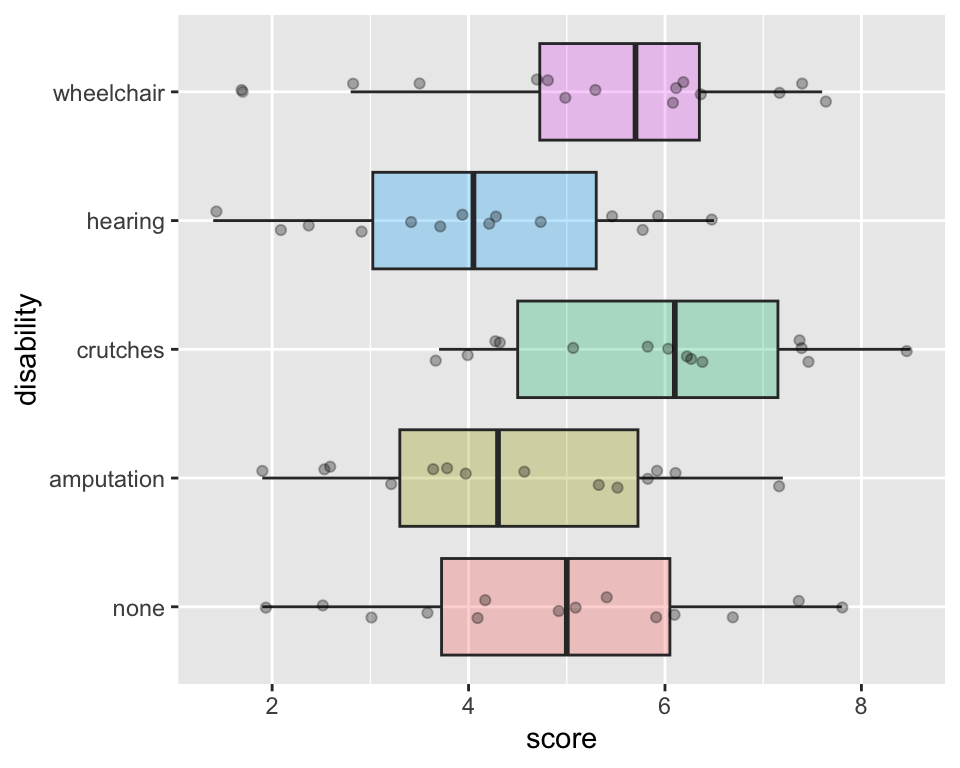 wheelchair
hearing
crutches
amputation
none
disability
2 4 6 8
score